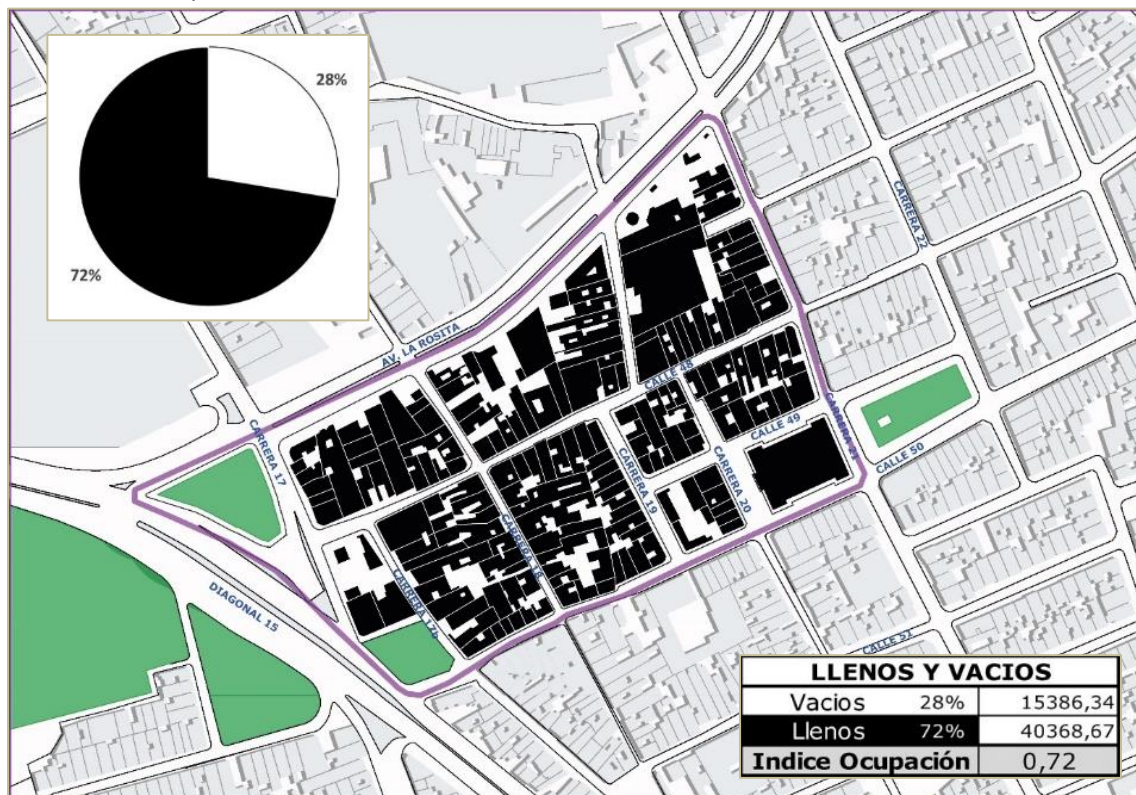 28%
72%
CARRERA 22
AV. LA ROSITA
CALLE 48
CARRERA 17
CALLE 49
CARRERA 21
CALLE 50
CARRERA 19
CARRERA 20
CARRERA 18
CARRERA 17B
DIAGONAL 15
CALLE 51
LLENOS Y VACIOS
Vacios 28% 15386,34
Llenos 72% 40368,67
Indice Ocupación 0,72